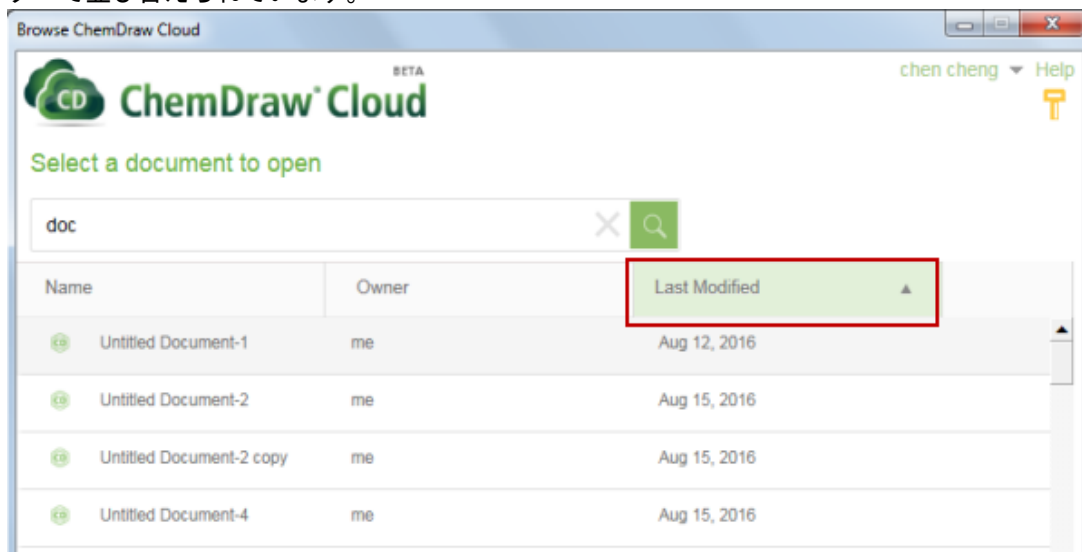 Browse ChemDraw Cloud
BETA
CD ChemDraw Cloud
chen cheng Help
Select a document to open
doc
Name Owner Last Modified
Untitled Document-1 me Aug 12, 2016
Untitled Document-2 me Aug 15, 2016
Untitled Document-2 copy me Aug 15, 2016
Untitled Document-4 me Aug 15, 2016